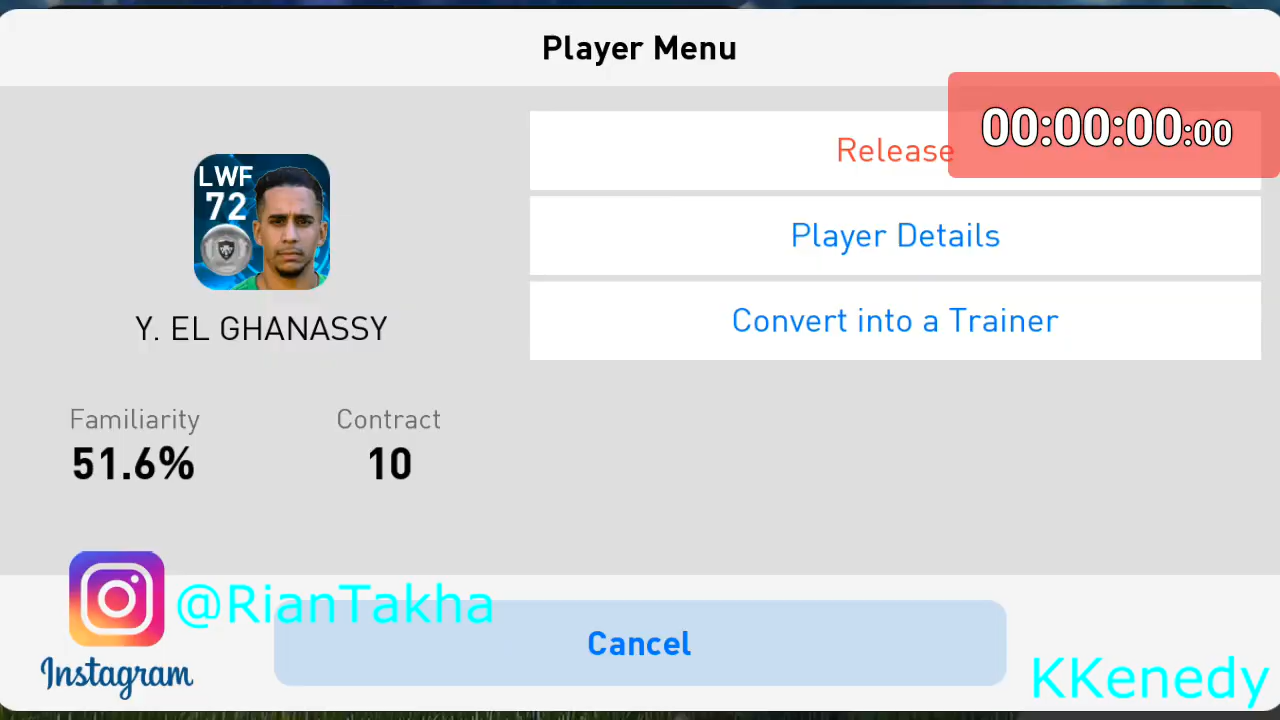 Player Menu
00:00:00:00
Release
LWF
72
Player Details
Convert into a Trainer
Y. EL GHANASSY
Familiarity
Contract
51.6%
10
@RianTakha
Instagram
Cancel
KKenedy